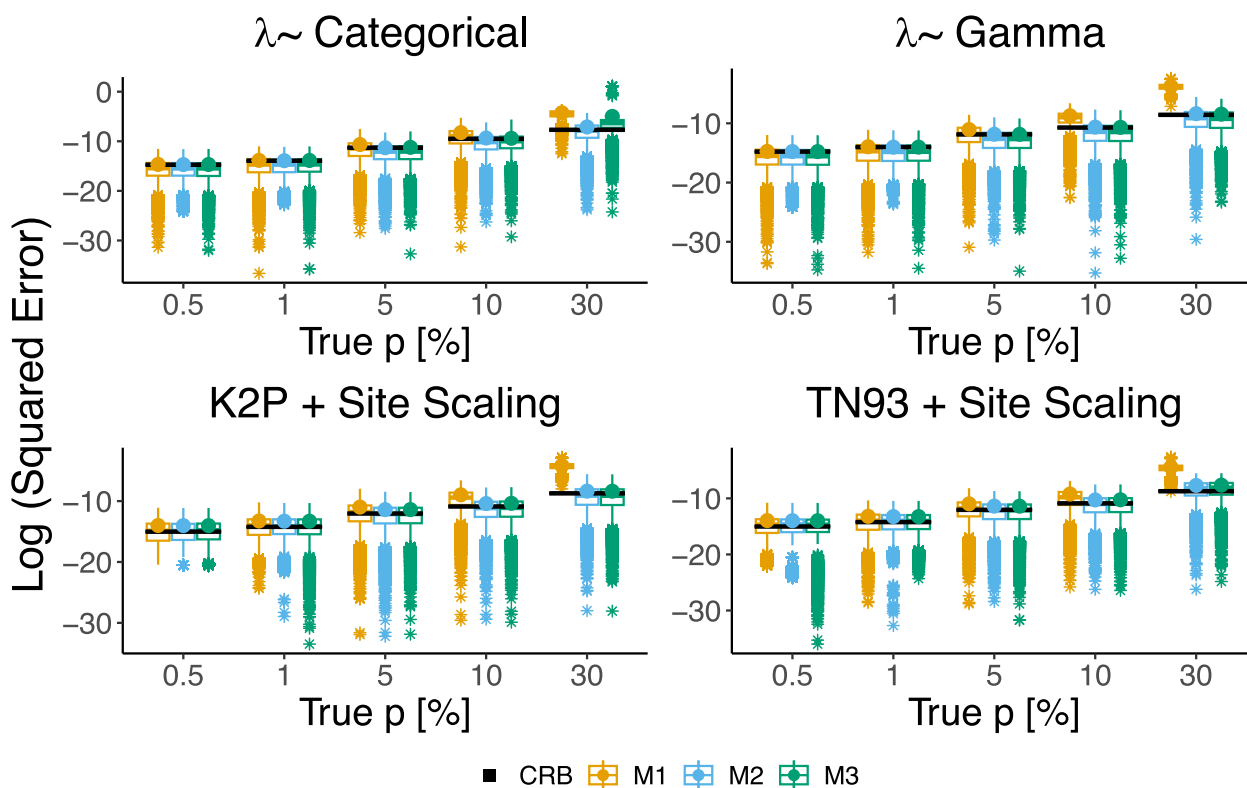 λ~ Categorical
λ~ Gamma
0
−10
−20
−30
0.5 1 5 10 30
True p [%]
−10
−20
−30
0.5 1 5 10 30
True p [%]
Log (Squared Error)
K2P + Site Scaling
TN93 + Site Scaling
−10
−20
−30
0.5 1 5 10 30
True p [%]
−10
−20
−30
0.5 1 5 10 30
True p [%]
CRB M1 M2 M3